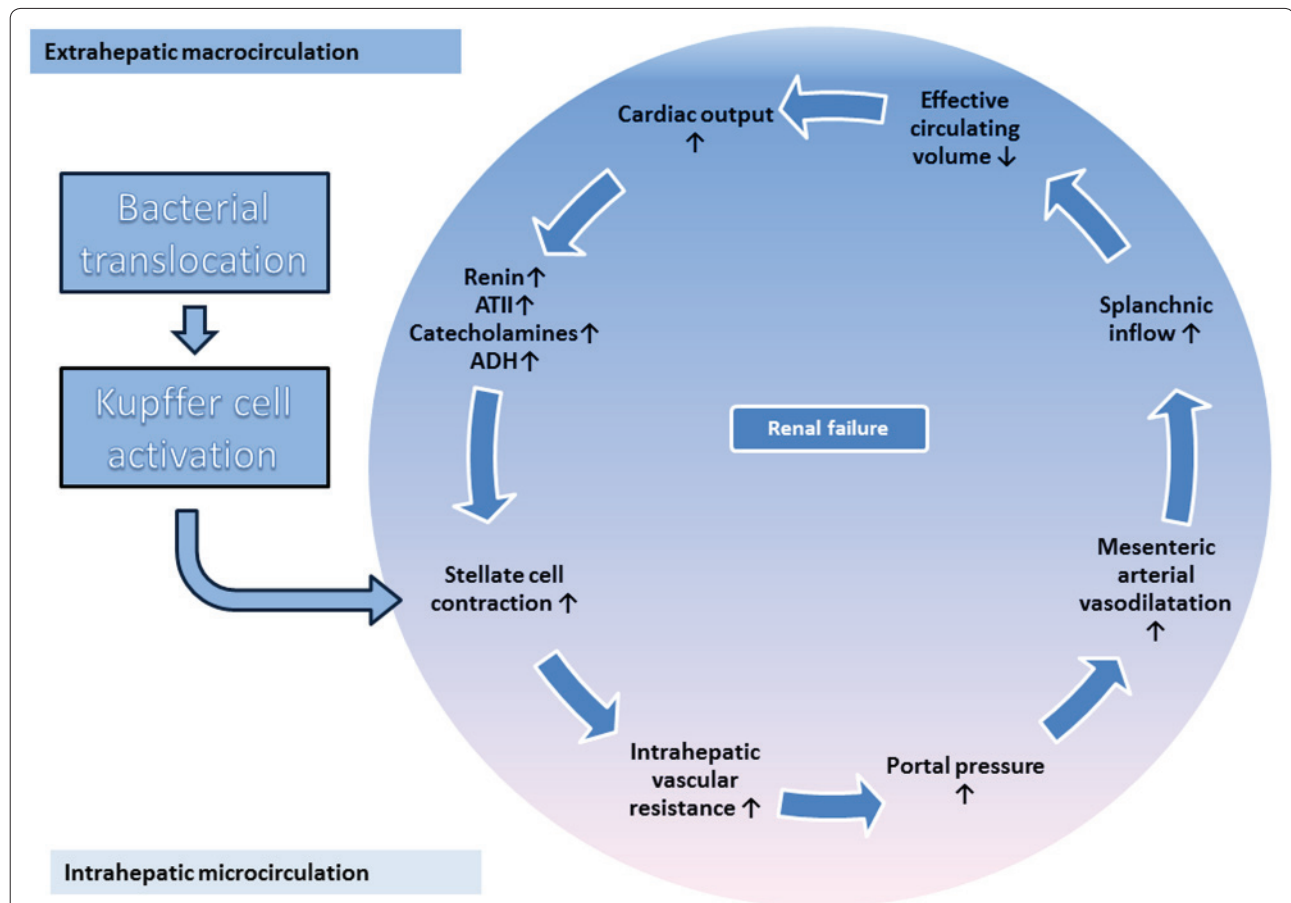 Extrahepatic macrocirculation
Bacterial
translocation
Kupffer cell
activation
Cardiac output
↑
Effective
circulating
volume ↓
Renin↑
ATII↑
Catecholamines↑
ADH↑
Splanchnic
inflow ↑
Renal failure
Stellate cell
contraction ↑
Mesenteric
arterial
vasodilatation
↑
Intrahepatic
vascular
resistance ↑
Portal pressure
↑
Intrahepatic microcirculation